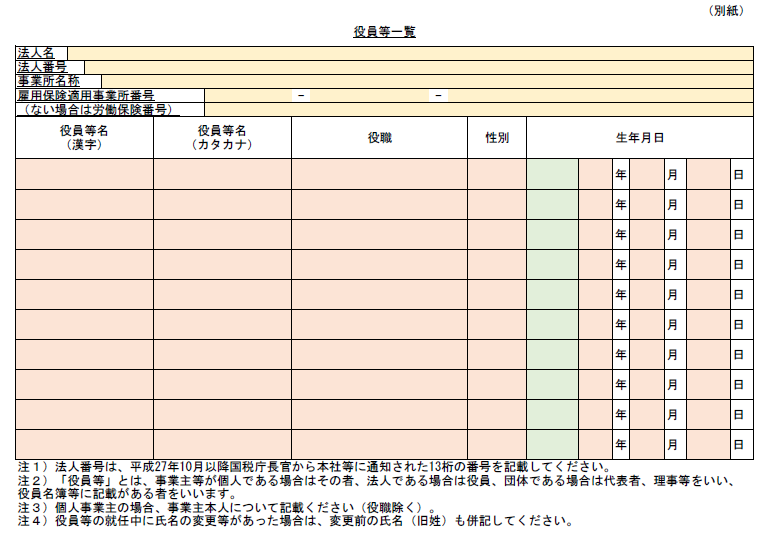 （別紙）
役員等一覧
法人名
法人番号
事業所名称
雇用保険適用事業所番号 － －
（ない場合は労働保険番号）
役員等名 役員等名 役職 性別 生年月日
（漢字） （カタカナ）
年 月 日
年 月 日
年 月 日
年 月 日
年 月 日
年 月 日
年 月 日
年 月 日
年 月 日
年 月 日
注１）法人番号は、平成27年10月以降国税庁長官から本社等に通知された13桁の番号を記載してください。
注２）「役員等」とは、事業主等が個人である場合はその者、法人である場合は役員、団体である場合は代表者、理事等をいい、
役員名簿等に記載がある者をいいます。
注３）個人事業主の場合、事業主本人について記載ください（役職除く）。
注４）役員等の就任中に氏名の変更等があった場合は、変更前の氏名（旧姓）も併記してください。